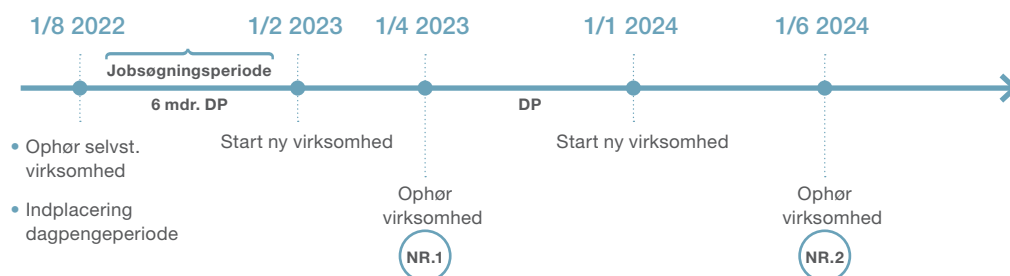 1/8 2022
1/2 2023
1/4 2023
1/1 2024
1/6 2024
Jobsøgningsperiode
6 mdr. DP
DP
• Ophør selvst.
virksomhed
• Indplacering
dagpengeperiode
Start ny virksomhed
Ophør
virksomhed
NR.1
Start ny virksomhed
Ophør
virksomhed
NR.2